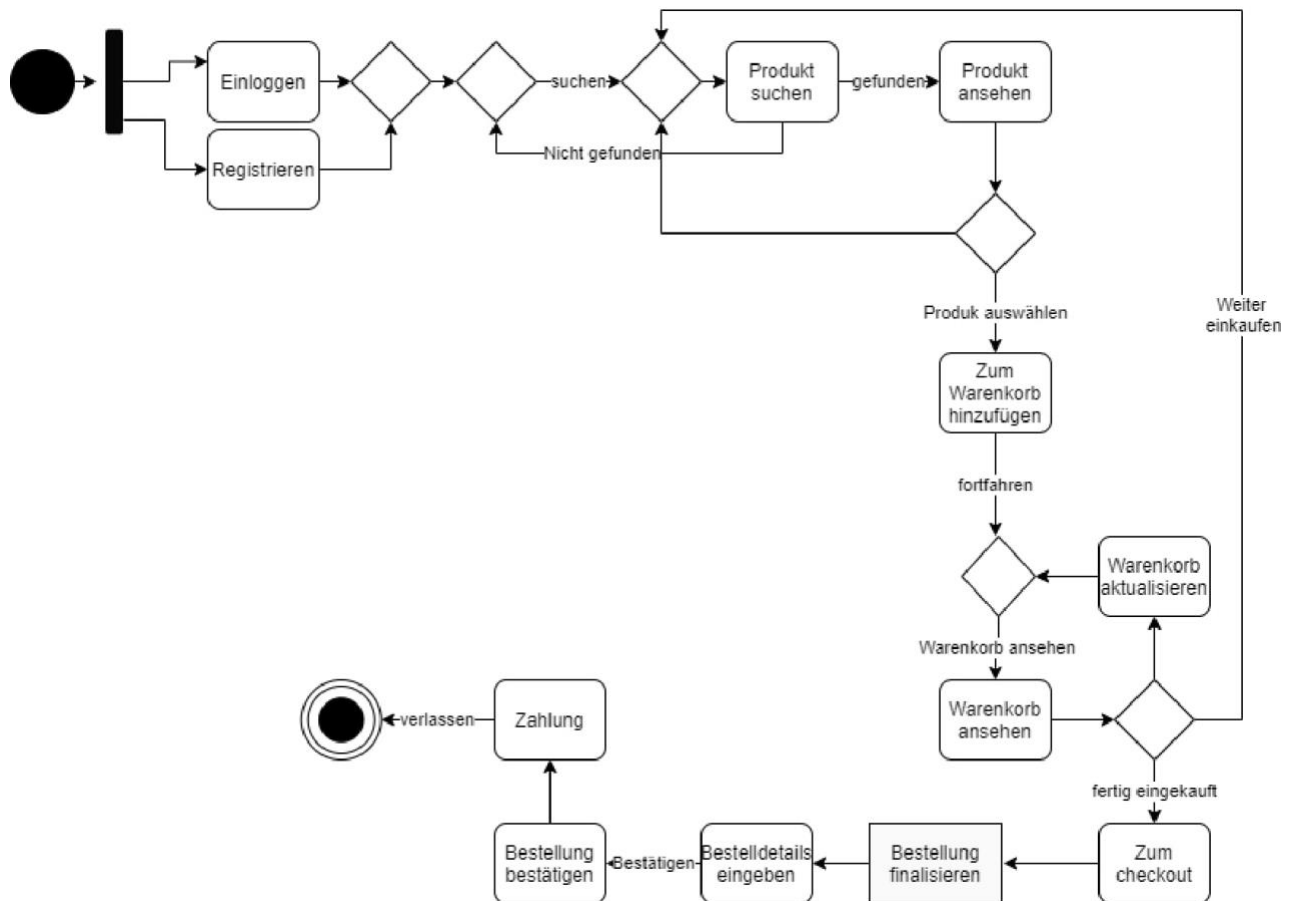 Einloggen
suchen
Produkt
suchen
gefunden
Produkt
ansehen
Registrieren
Nicht gefunden
Produk auswählen
Weiter
einkaufen
Zum
Warenkorb
hinzufügen
fortfahren
Warenkorb
aktualisieren
Warenkorb ansehen
Warenkorb
ansehen
verlassen
Zahlung
fertig eingekauft
Bestellung
bestätigen
Bestätigen
Bestelldetails
eingeben
Bestellung
finalisieren
Zum
checkout